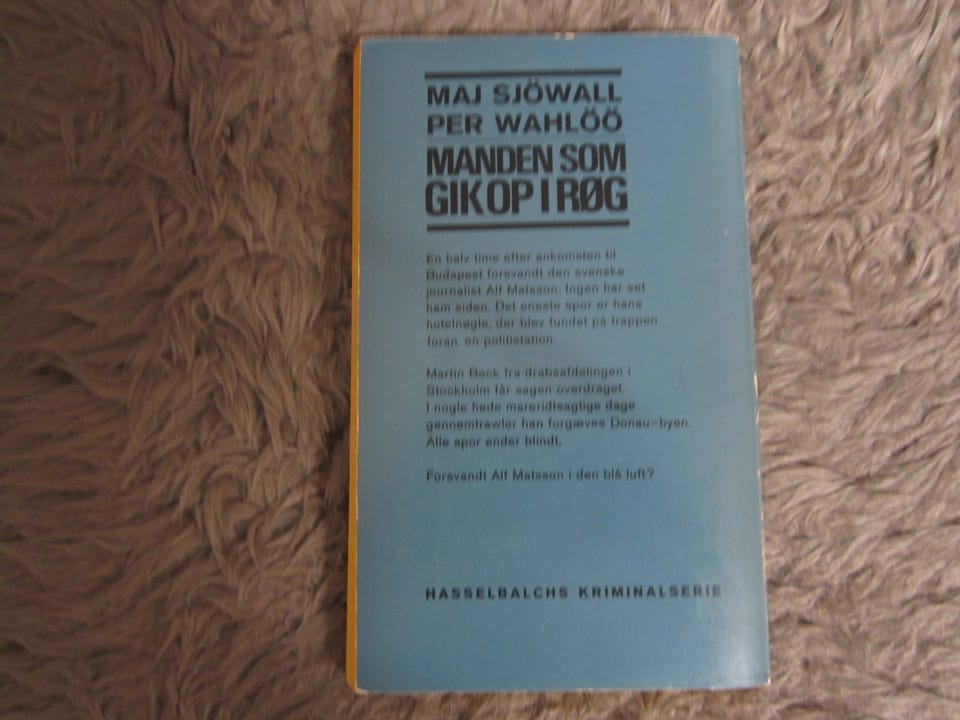 MAJ SJÖWALL
PER WAHLÖÖ
MANDEN SOM
GIK OP I RØG
En halv time efter ankomsten til
Budapest forsvandt den svenske
journalist Alf Matsson. Ingen har set
ham siden. Det eneste spor er hans
hotelnøgle, der blev fundet på trappen
foran en politistation.
Martin Beck fra drabsafdelingen i
Stockholm får sagen overdraget.
I nogle hede mareridtsagtige dage
gennemtrawler han forgæves Donau-byen.
Alle spor ender blindt.
Forsvandt Alf Matsson i den blå luft?
HASSELBALCHS KRIMINALSERIE